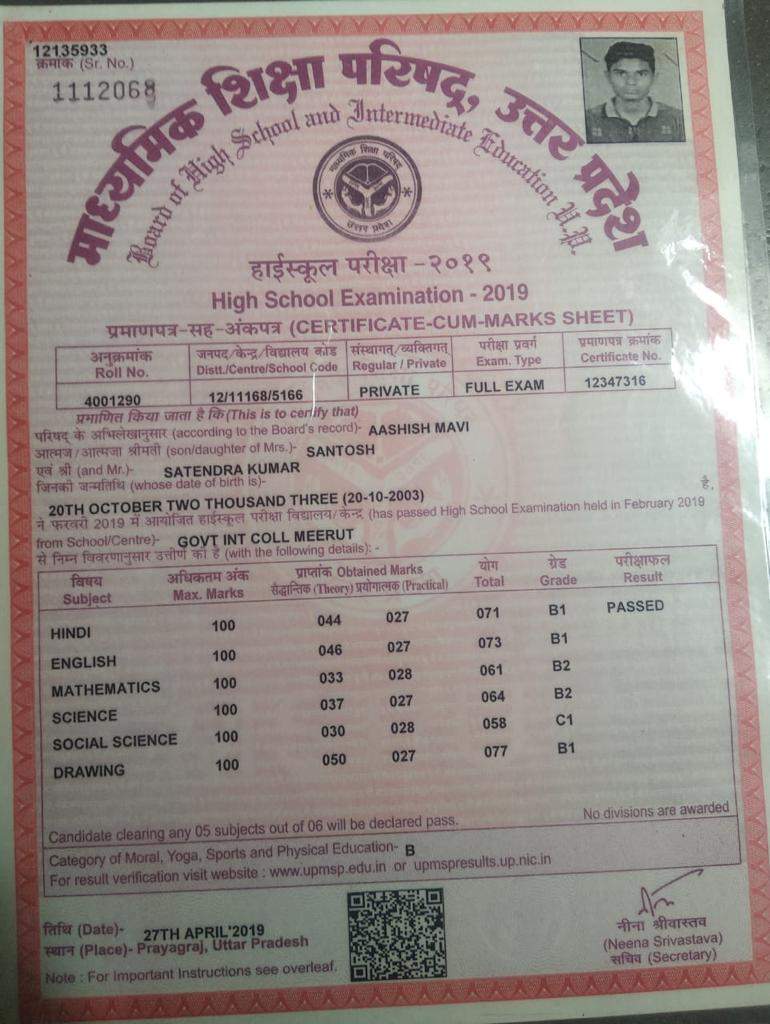 12135933
क्रमांक (Sr. No.)
1112068
माध्यमिक शिक्षा परिषद्, उत्तर प्रदेश
Board of High School and Intermediate Education U.P.
माध्यमिक शिक्षा परिषद
उत्तर प्रदेश
हाईस्कूल परीक्षा -२०१९
High School Examination - 2019
प्रमाणपत्र-सह-अंकपत्र (CERTIFICATE-CUM-MARKS SHEET)
अनुक्रमांक जनपद/केन्द्र/विद्यालय कोड संस्थागत्/व्यक्तिगत् परीक्षा प्रवर्ग प्रमाणपत्र क्रमांक
Roll No. Distt./Centre/School Code Regular / Private Exam. Type Certificate No.
4001290 12/11168/5166 PRIVATE FULL EXAM 12347316
प्रमाणित किया जाता है कि (This is to certify that)
परिषद् के अभिलेखानुसार (according to the Board's record)- AASHISH MAVI
आत्मज/आत्मजा श्रीमती (son/daughter of Mrs.)- SANTOSH
एवं श्री (and Mr.)- SATENDRA KUMAR
जिनकी जन्मतिथि (whose date of birth is)-
20TH OCTOBER TWO THOUSAND THREE (20-10-2003) है,
ने फरवरी 2019 में आयोजित हाईस्कूल परीक्षा विद्यालय/केन्द्र (has passed High School Examination held in February 2019
from School/Centre)- GOVT INT COLL MEERUT
से निम्न विवरणानुसार उत्तीर्ण की है (with the following details): -
विषय अधिकतम अंक प्राप्तांक Obtained Marks योग ग्रेड परीक्षाफल
Subject Max. Marks सैद्धान्तिक (Theory) प्रयोगात्मक (Practical) Total Grade Result
HINDI 100 044 027 071 B1 PASSED
ENGLISH 100 046 027 073 B1
MATHEMATICS 100 033 028 061 B2
SCIENCE 100 037 027 064 B2
SOCIAL SCIENCE 100 030 028 058 C1
DRAWING 100 050 027 077 B1
Candidate clearing any 05 subjects out of 06 will be declared pass. No divisions are awarded
Category of Moral, Yoga, Sports and Physical Education- B
For result verification visit website : www.upmsp.edu.in or upmspresults.up.nic.in
तिथि (Date)- 27TH APRIL'2019
स्थान (Place)- Prayagraj, Uttar Pradesh
Note : For Important Instructions see overleaf.
नीना श्रीवास्तव
(Neena Srivastava)
सचिव (Secretary)